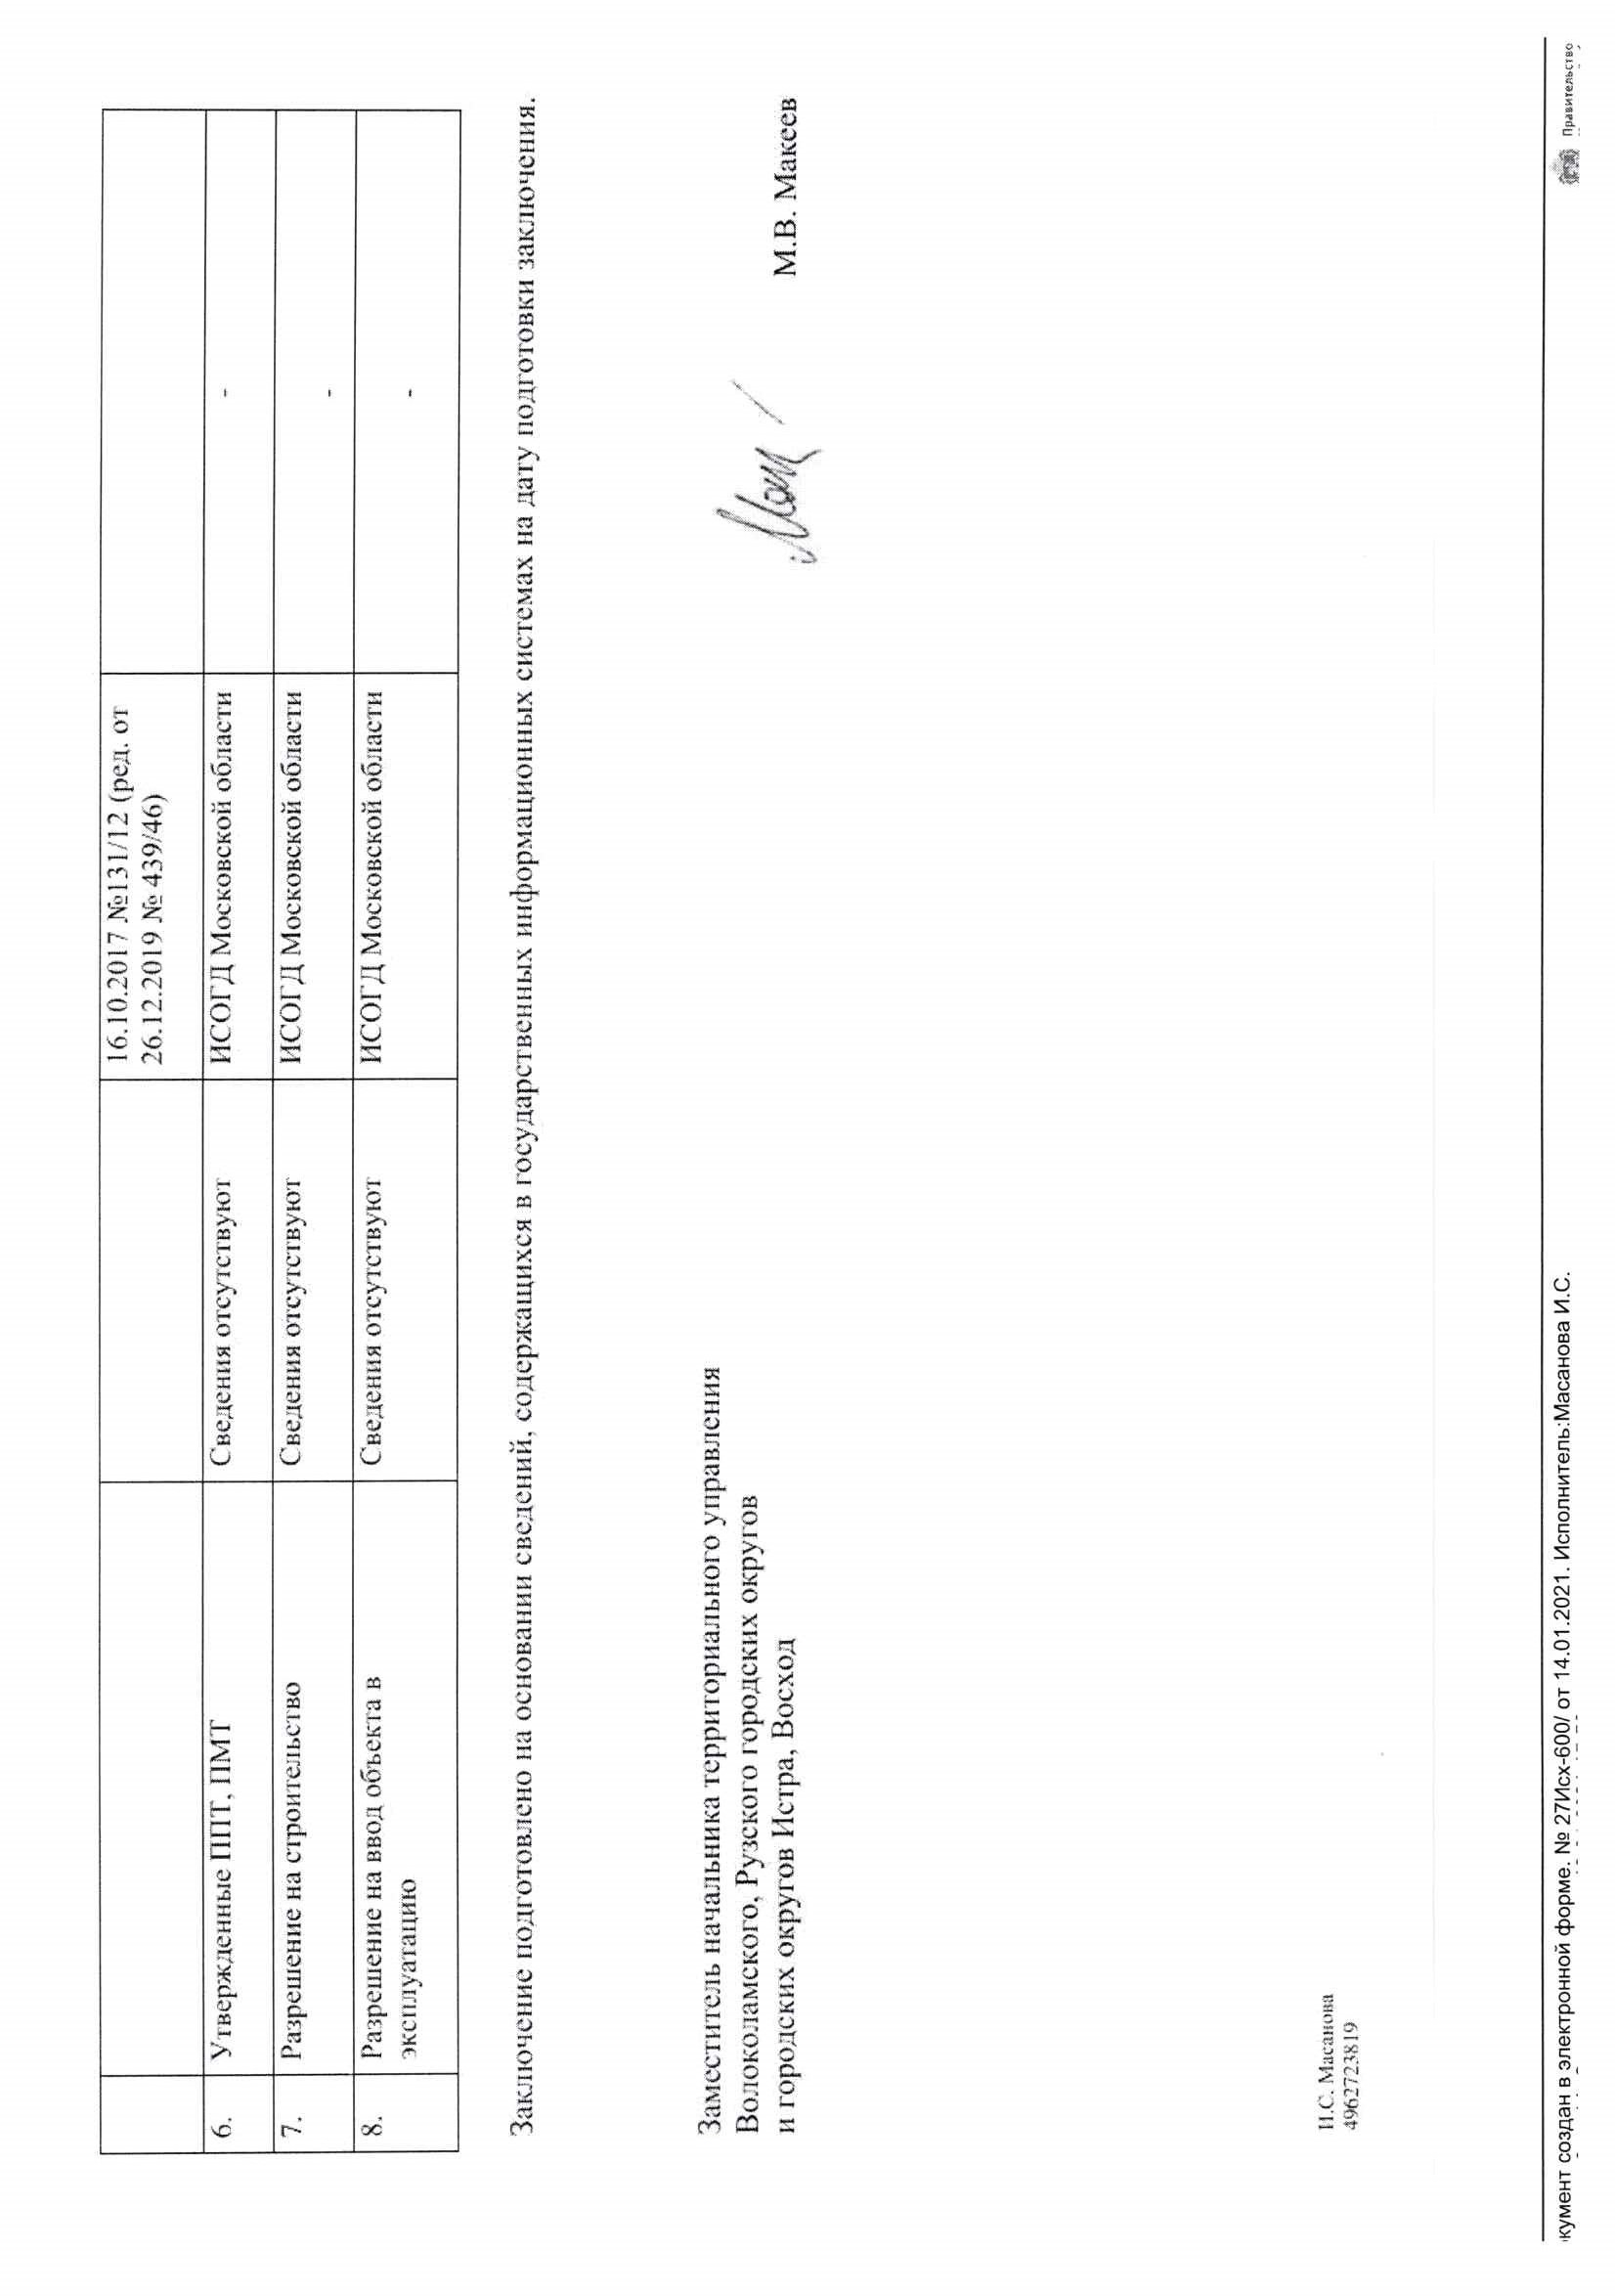 16.10.2017 №131/12 (ред. от
26.12.2019 № 439/46)
6. Утвержденные ППТ, ПМТ Сведения отсутствуют ИСОГД Московской области -
7. Разрешение на строительство Сведения отсутствуют ИСОГД Московской области -
8. Разрешение на ввод объекта в Сведения отсутствуют ИСОГД Московской области -
эксплуатацию
Заключение подготовлено на основании сведений, содержащихся в государственных информационных системах на дату подготовки заключения.
Заместитель начальника территориального управления
Волоколамского, Рузского городских округов
и городских округов Истра, Восход М.В. Макеев
И.С. Масанова
4962723819
кумент создан в электронной форме. № 27Исх-600/ от 14.01.2021. Исполнитель:Масанова И.С.
Правительство